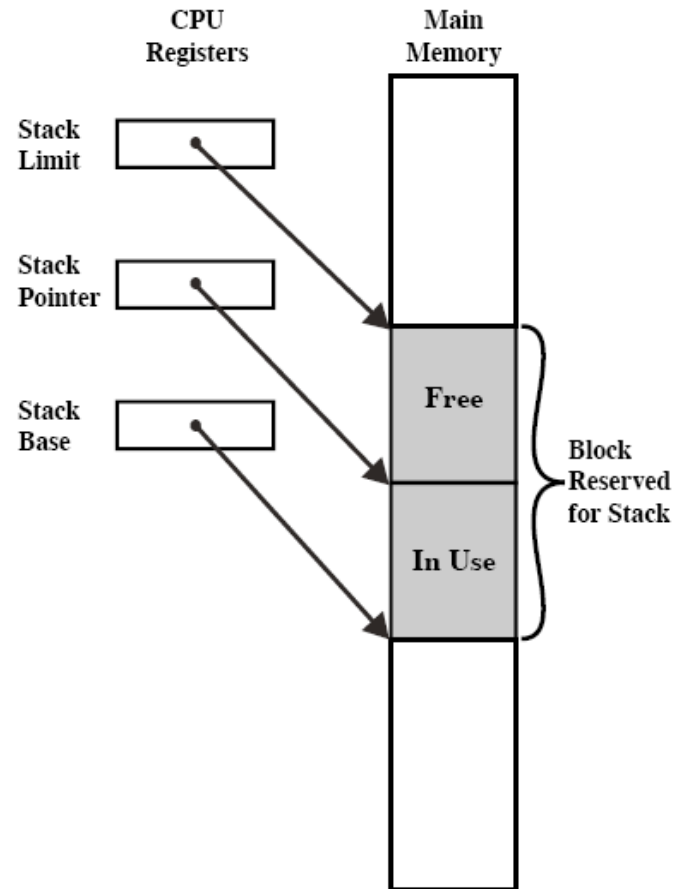 CPU
Registers
Main
Memory
Stack
Limit
Stack
Pointer
Stack
Base
Free
In Use
Block
Reserved
for Stack